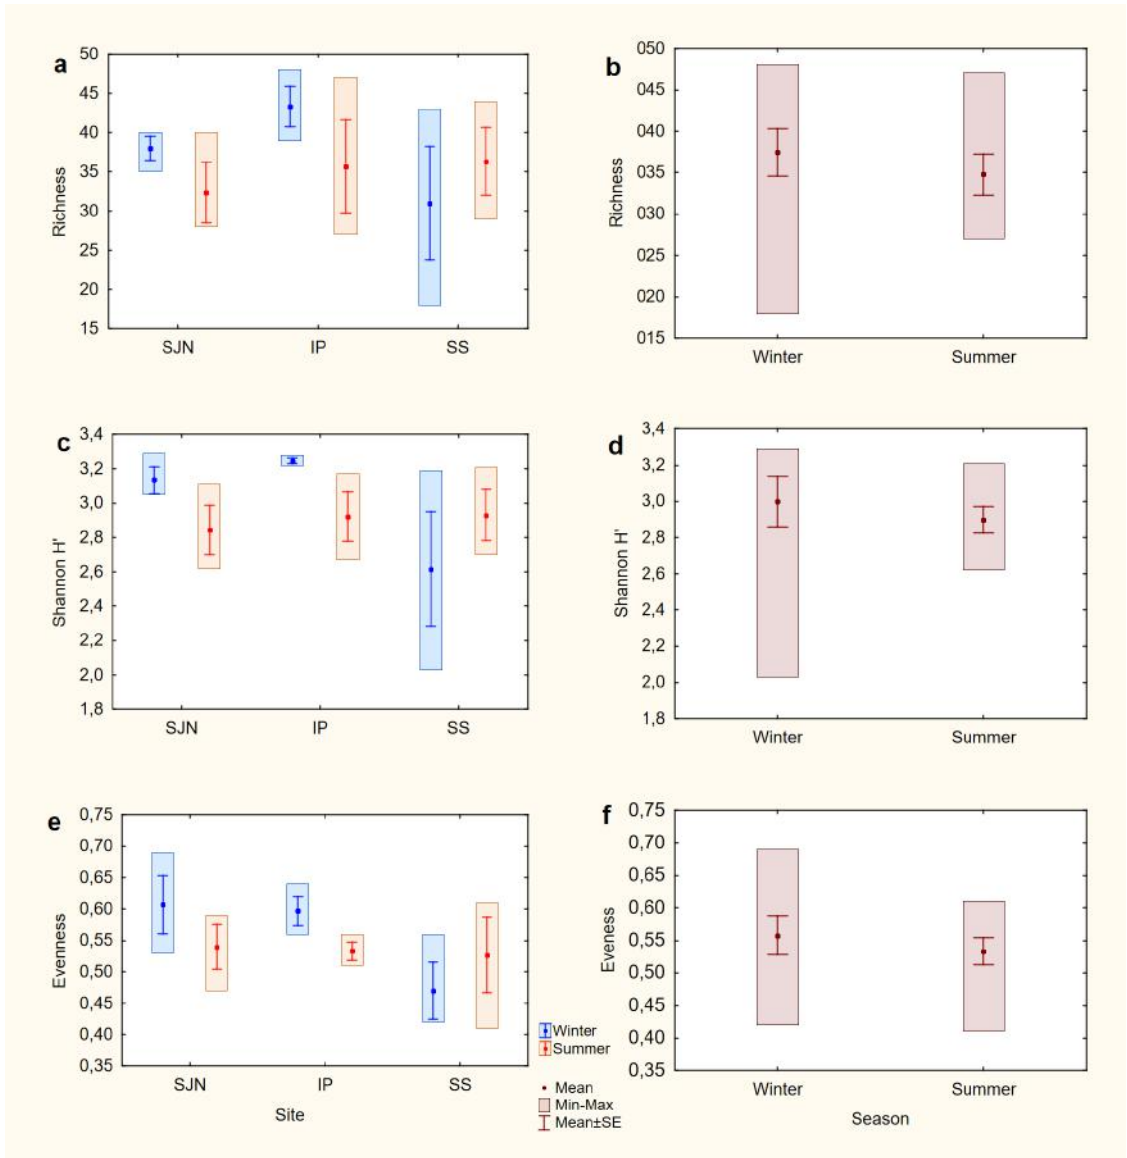 a
50
45
40
35
30
25
20
15
Richness
SJN IP SS
b
050
045
040
035
030
025
020
015
Richness
Winter Summer
c
3,4
3,2
3,0
2,8
2,6
2,4
2,2
2,0
1,8
Shannon H'
SJN IP SS
d
3,4
3,2
3,0
2,8
2,6
2,4
2,2
2,0
1,8
Shannon H'
Winter Summer
e
0,75
0,70
0,65
0,60
0,55
0,50
0,45
0,40
0,35
Evenness
SJN IP SS
Site
Winter
Summer
Mean
Min-Max
Mean±SE
f
0,75
0,70
0,65
0,60
0,55
0,50
0,45
0,40
0,35
Eveness
Winter Summer
Season